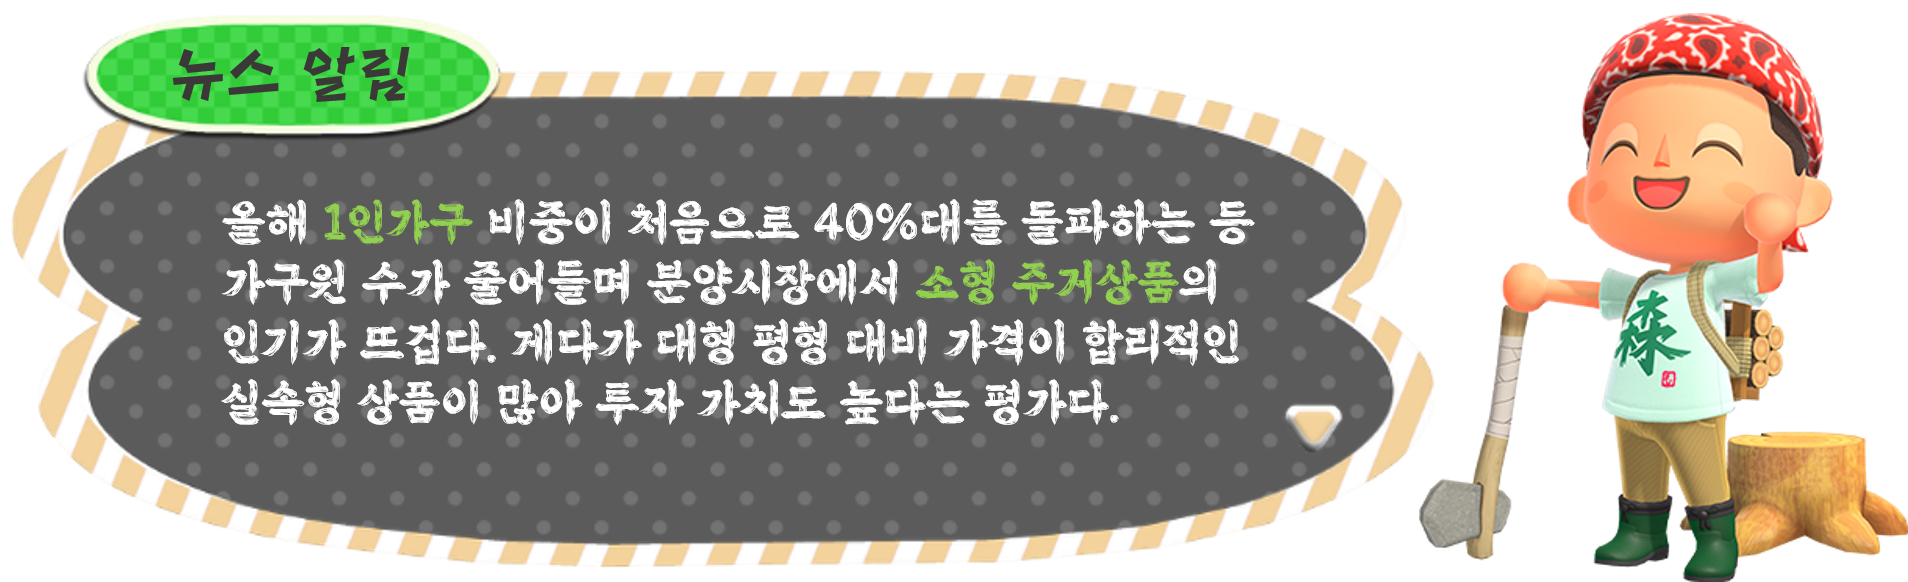 뉴스 알림
올해 1인가구 비중이 처음으로 40%대를 돌파하는 등
가구원 수가 줄어들며 분양시장에서 소형 주거상품의
인기가 뜨겁다. 게다가 대형 평형 대비 가격이 합리적인
실속형 상품이 많아 투자 가치도 높다는 평가다.
森